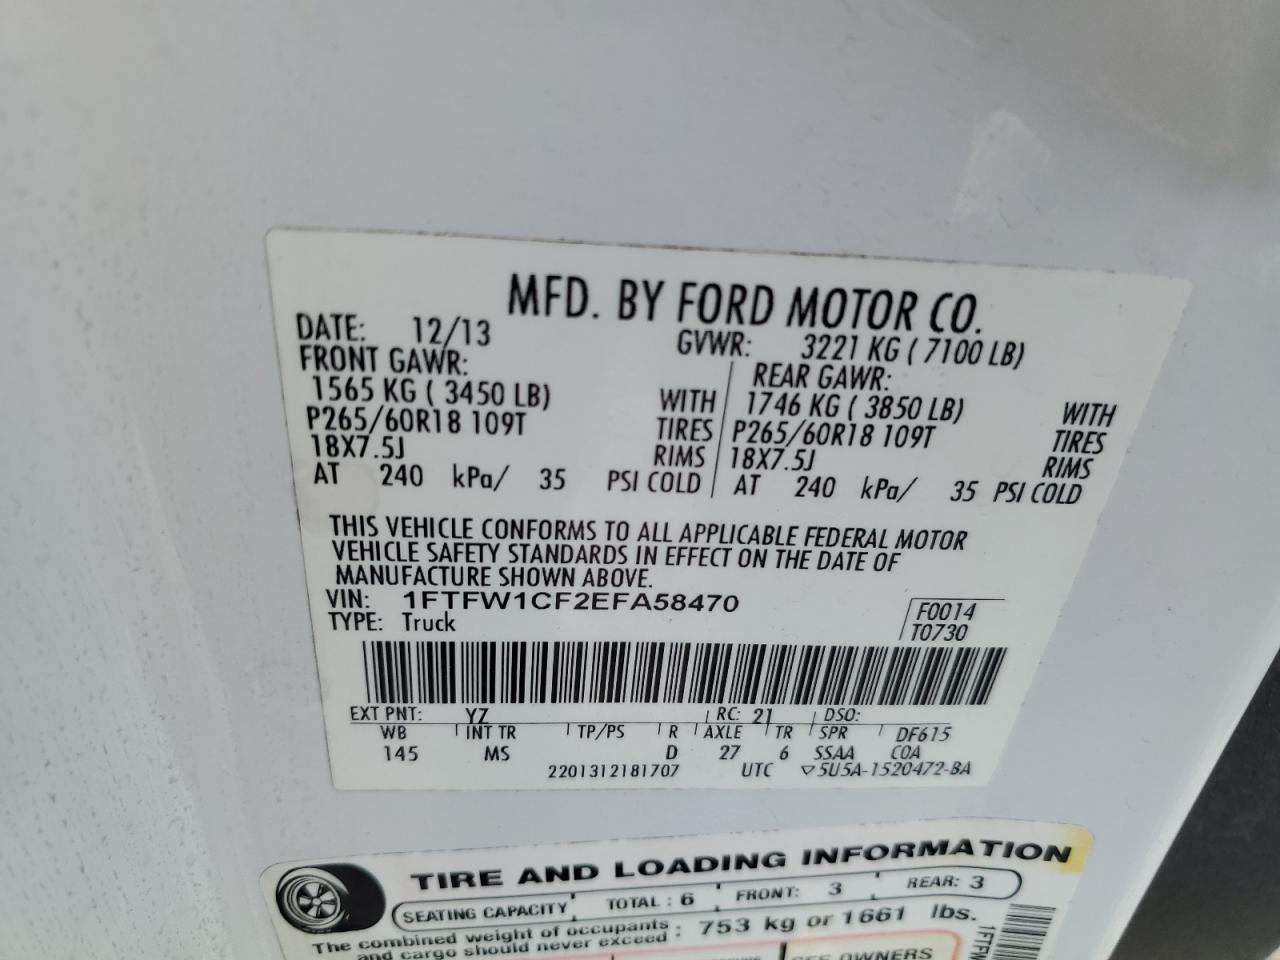 MFD. BY FORD MOTOR CO.
DATE: 12/13 GVWR: 3221 KG ( 7100 LB)
FRONT GAWR: REAR GAWR:
1565 KG ( 3450 LB) WITH 1746 KG ( 3850 LB) WITH
P265/60R18 109T TIRES P265/60R18 109T TIRES
18X7.5J RIMS 18X7.5J RIMS
AT 240 kPa/ 35 PSI COLD AT 240 kPa/ 35 PSI COLD
THIS VEHICLE CONFORMS TO ALL APPLICABLE FEDERAL MOTOR
VEHICLE SAFETY STANDARDS IN EFFECT ON THE DATE OF
MANUFACTURE SHOWN ABOVE.
VIN: 1FTFW1CF2EFA58470 F0014
TYPE: Truck T0730
EXT PNT: YZ RC: 21 DSO:
WB INT TR TP/PS R AXLE TR SPR DF615
145 MS D 27 6 SSAA COA
2201312181707 UTC ▽5U5A-1520472-BA
TIRE AND LOADING INFORMATION
SEATING CAPACITY TOTAL : 6 FRONT: 3 REAR: 3
The combined weight of occupants
and cargo should never exceed : 753 kg or 1661 lbs.
SEE OWNERS
1FTFW